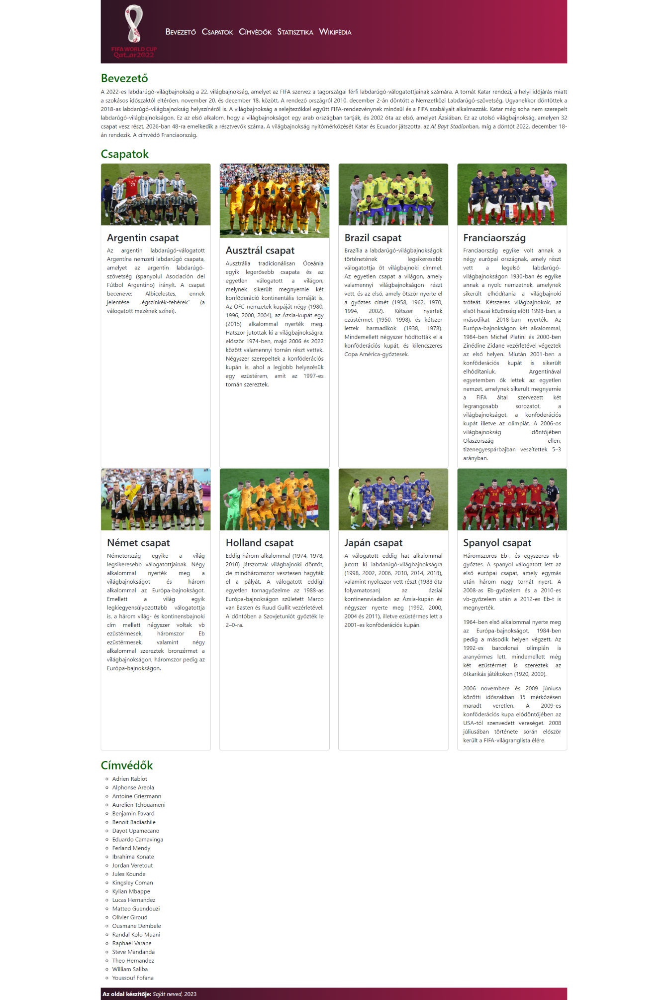 FIFA WORLD CUP
Qatar2022
Bevezető Csapatok Címvédők Statisztika Wikipédia
Bevezető
A 2022-es labdarúgó-világbajnokság a 22. világbajnokság, amelyet az FIFA szervez a tagországai férfi labdarúgó-válogatottjainak számára. A tornát Katar rendezi, a helyi időjárás miatt
a szokásos időszaktól eltérően, november 20. és december 18. között. A rendező országról 2010. december 2-án döntött a Nemzetközi Labdarúgó-szövetség. Ugyanekkor döntöttek a
2018-as labdarúgó-világbajnokság helyszínéről is. A világbajnokság a selejtezőkkel együtt FIFA-rendezvénynek minősül és a FIFA szabályait alkalmazzák. Katar még soha nem szerepelt
labdarúgó-világbajnokságon. Ez az első alkalom, hogy a világbajnokságot egy arab országban tartják, és 2002 óta az első, amelyet Ázsiában. Ez az utolsó világbajnokság, amelyen 32
csapat vesz részt, 2026-ban 48-ra emelkedik a résztvevők száma. A világbajnokság nyitómérkőzését Katar és Ecuador játszotta, az Al Bayt Stadionban, míg a döntőt 2022. december 18-
án rendezik. A címvédő Franciaország.
Csapatok
Argentin csapat
Az argentin labdarúgó-válogatott
Argentína nemzeti labdarúgó csapata,
amelyet az argentin labdarúgó-
szövetség (spanyolul Asociación del
Fútbol Argentino) irányít. A csapat
beceneve: Albicelestes, ennek
jelentése „égszínkék-fehérek” (a
válogatott mezének színei).
Ausztrál csapat
Ausztrália tradicionálisan Óceánia
egyik legerősebb csapata és az
egyetlen válogatott a világon,
melynek sikerült megnyernie két
konföderáció kontinentális tornáját is.
Az OFC-nemzetek kupáját négy (1980,
1996, 2000, 2004), az Ázsia-kupát egy
(2015) alkalommal nyerték meg.
Hatszor jutottak ki a világbajnokságra,
először 1974-ben, majd 2006 és 2022
között valamennyi tornán részt vettek.
Négyszer szerepeltek a konföderációs
kupán is, ahol a legjobb helyezésük
egy ezüstérem, amit az 1997-es
tornán szereztek.
Brazil csapat
Brazília a labdarúgó-világbajnokságok
történetének legsikeresebb
válogatottja öt világbajnoki címmel.
Az egyetlen csapat a világon, amely
valamennyi világbajnokságon részt
vett, és az első, amely ötször nyerte el
a győztes címét (1958, 1962, 1970,
1994, 2002). Kétszer nyertek
ezüstérmet (1950, 1998), és kétszer
lettek harmadikok (1938, 1978).
Mindemellett négyszer hódították el a
konföderációs kupát, és kilencszeres
Copa América-győztesek.
Franciaország
Franciaország egyike volt annak a
négy európai országnak, amely részt
vett a legelső labdarúgó-
világbajnokságon 1930-ban és egyike
annak a nyolc nemzetnek, amelynek
sikerült elhódítania a világbajnoki
trófeát. Kétszeres világbajnokok, az
elsőt hazai közönség előtt 1998-ban, a
másodikat 2018-ban nyerték. Az
Európa-bajnokságon két alkalommal,
1984-ben Michel Platini és 2000-ben
Zinédine Zidane vezérletével végeztek
az első helyen. Miután 2001-ben a
konföderációs kupát is sikerült
elhódítaniuk, Argentínával
egyetemben ők lettek az egyetlen
nemzet, amelynek sikerült megnyernie
a FIFA által szervezett két
legrangosabb sorozatot, a
világbajnokságot, a konföderációs
kupát illetve az olimpiát. A 2006-os
világbajnokság döntőjében
Olaszország ellen,
tizenegyespárbajban veszítettek 5–3
arányban.
Német csapat
Németország egyike a világ
legsikeresebb válogatottjainak. Négy
alkalommal nyerték meg a
világbajnokságot és három
alkalommal az Európa-bajnokságot.
Emellett a világ egyik
legkiegyensúlyozottabb válogatottja
is, a három világ- és kontinensbajnoki
cím mellett négyszer voltak vb
ezüstérmesek, háromszor Eb
ezüstérmesek, valamint négy
alkalommal szereztek bronzérmet a
világbajnokságon, háromszor pedig az
Európa-bajnokságon.
Holland csapat
Eddig három alkalommal (1974, 1978,
2010) játszottak világbajnoki döntőt,
de mindháromszor vesztesen hagyták
el a pályát. A válogatott eddigi
egyetlen tornagyőzelme az 1988-as
Európa-bajnokságon született Marco
van Basten és Ruud Gullit vezérletével.
A döntőben a Szovjetuniót győzték le
2–0-ra.
Japán csapat
A válogatott eddig hat alkalommal
jutott ki labdarúgó-világbajnokságra
(1998, 2002, 2006, 2010, 2014, 2018),
valamint nyolcszor vett részt (1988 óta
folyamatosan) az ázsiai
kontinensviadalon az Ázsia-kupán és
négyszer nyerte meg (1992, 2000,
2004 és 2011), illetve ezüstérmes lett a
2001-es konföderációs kupán.
Spanyol csapat
Háromszoros Eb-, és egyszeres vb-
győztes. A spanyol válogatott lett az
első európai csapat, amely egymás
után három nagy tornát nyert. A
2008-as Eb-győzelem és a 2010-es
vb-győzelem után a 2012-es Eb-t is
megnyerték.
1964-ben első alkalommal nyerte meg
az Európa-bajnokságot, 1984-ben
pedig a második helyen végzett. Az
1992-es barcelonai olimpián is
aranyérmes lett, mindemellett még
két ezüstérmet is szereztek az
ötkarikás játékokon (1920, 2000).
2006 novembere és 2009 júniusa
közötti időszakban 35 mérkőzésen
maradt veretlen. A 2009-es
konföderációs kupa elődöntőjében az
USA-tól szenvedett vereséget. 2008
júliusában története során először
került a FIFA-világranglista élére.
Címvédők
Adrien Rabiot
Alphonse Areola
Antoine Griezmann
Aurelien Tchouameni
Benjamin Pavard
Benoit Badiashile
Dayot Upamecano
Eduardo Camavinga
Ferland Mendy
Ibrahima Konate
Jordan Veretout
Jules Kounde
Kingsley Coman
Kylian Mbappe
Lucas Hernandez
Matteo Guendouzi
Olivier Giroud
Ousmane Dembele
Randal Kolo Muani
Raphael Varane
Steve Mandanda
Theo Hernandez
William Saliba
Youssouf Fofana
Az oldal készítője: Saját neved, 2023